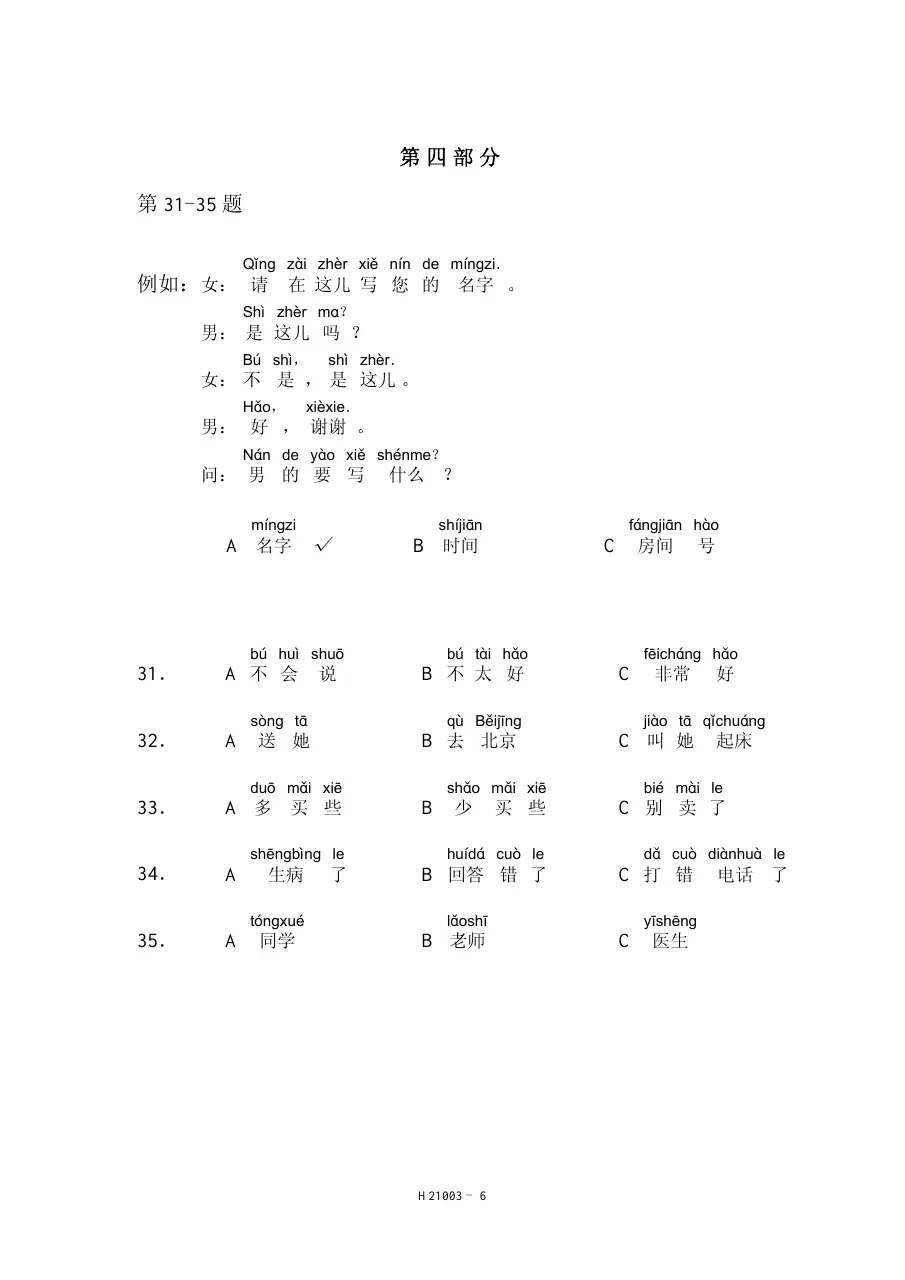 第四部分
第 31-35 题
Qǐng zài zhèr xiě nín de míngzi.
例如：女： 请 在 这儿 写 您 的 名字 。
Shì zhèr ma?
男： 是 这儿 吗 ？
Bú shì, shì zhèr.
女： 不 是 ， 是 这儿 。
Hǎo, xièxie.
男： 好 ， 谢谢 。
Nán de yào xiě shénme?
问： 男 的 要 写 什么 ？
míngzi shíjiān fángjiān hào
A 名字 √ B 时间 C 房间 号
bú huì shuō bú tài hǎo fēicháng hǎo
31. A 不 会 说 B 不 太 好 C 非常 好
sòng tā qù Běijīng jiào tā qǐchuáng
32. A 送 她 B 去 北京 C 叫 她 起床
duō mǎi xiē shǎo mǎi xiē bié mài le
33. A 多 买 些 B 少 买 些 C 别 卖 了
shēngbìng le huídá cuò le dǎ cuò diànhuà le
34. A 生病 了 B 回答 错 了 C 打 错 电话 了
tóngxué lǎoshī yīshēng
35. A 同学 B 老师 C 医生
H21003 - 6